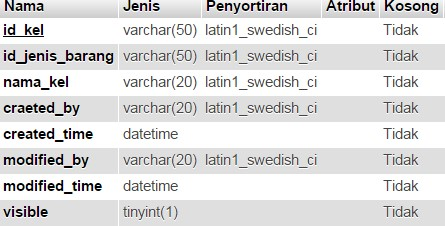 Nama Jenis Penyortiran Atribut Kosong
id_kel varchar(50) latin1_swedish_ci Tidak
id_jenis_barang varchar(50) latin1_swedish_ci Tidak
nama_kel varchar(20) latin1_swedish_ci Tidak
craeted_by varchar(20) latin1_swedish_ci Tidak
created_time datetime Tidak
modified_by varchar(20) latin1_swedish_ci Tidak
modified_time datetime Tidak
visible tinyint(1) Tidak